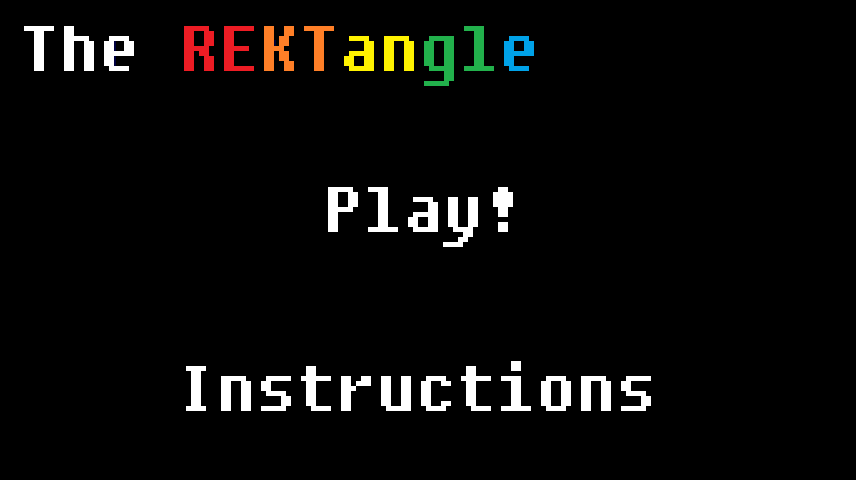 The REKTangle
Play!
Instructions